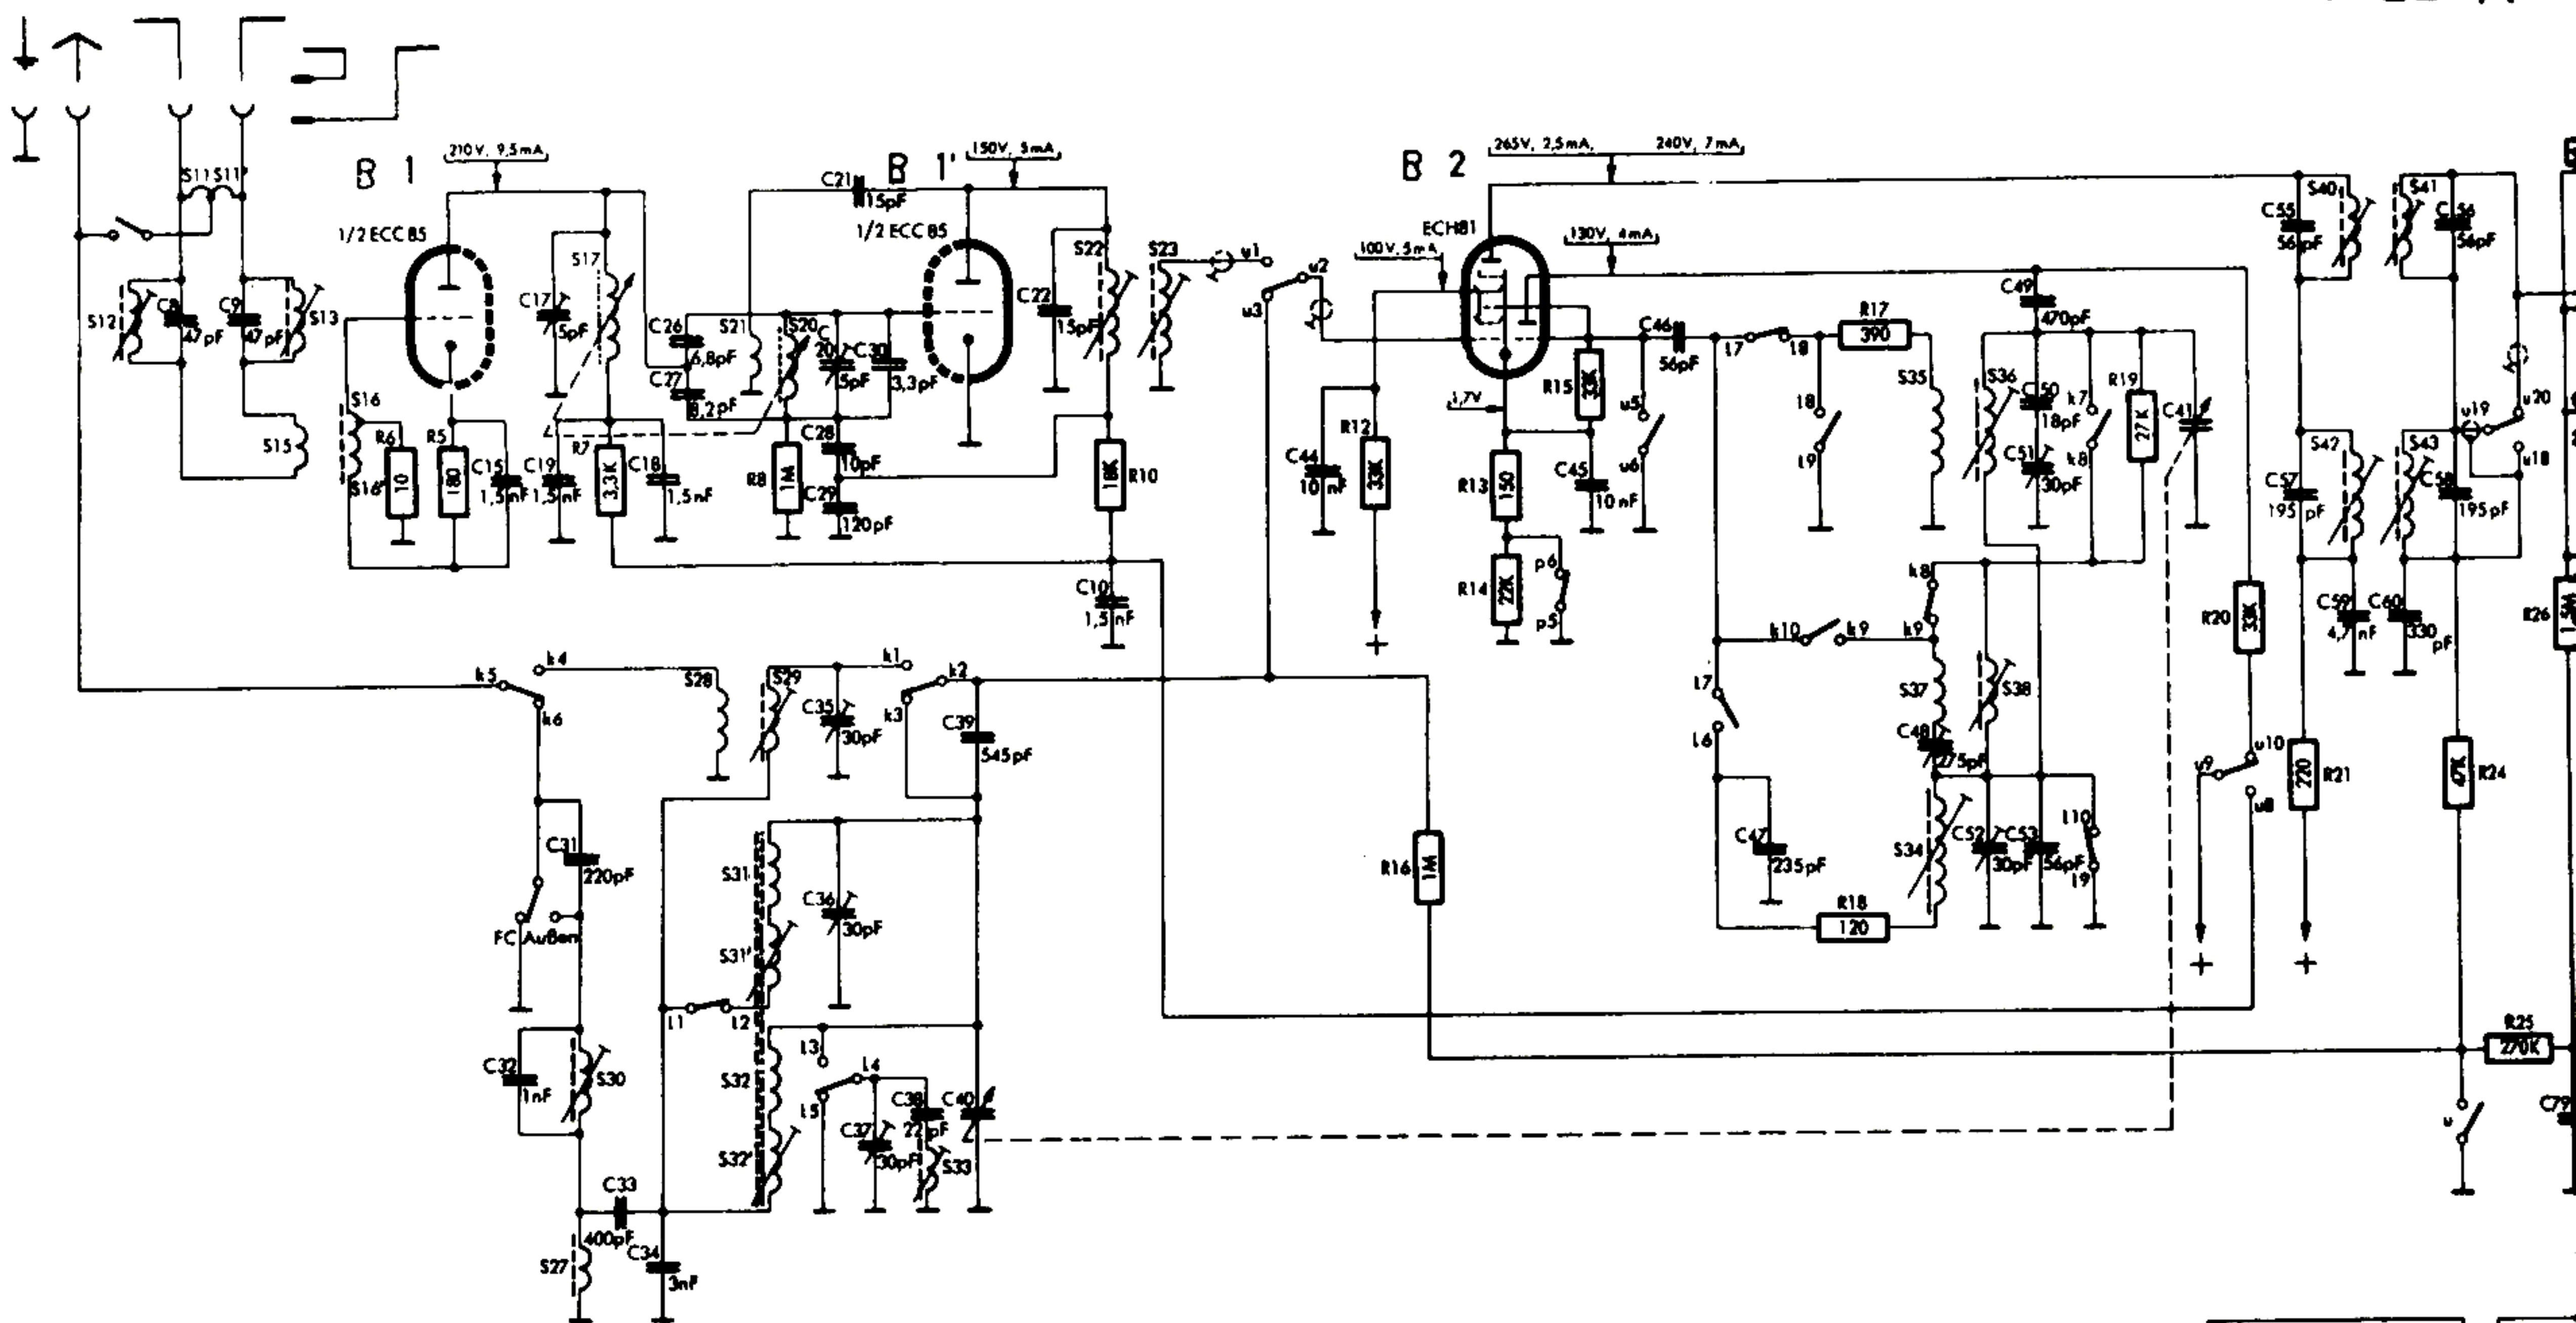 S11 S11'
B 1
210V, 9,5mA
1/2 ECC 85
S12
C8
47 pF
C9
47 pF
S13
S15
S16
S16'
R6
10
R5
180
C15
1,5nF
C17
5pF
S17
C19
1,5nF
R7
3,3K
C18
1,5nF
C26
6,8pF
C27
8,2pF
S21
C21
15pF
B 1'
150V, 5mA
1/2 ECC 85
S20
C
20
5pF
C30
3,3pF
R8
1M
C28
10pF
C29
120pF
C22
15pF
S22
S23
R10
18K
C10
1,5nF
u1
u2
u3
B 2
265V, 2,5mA,
240V, 7mA
ECH81
130V, 4mA
100V, 5mA
1,7V
C44
10nF
R12
33K
+
R13
150
R14
22K
p6
p5
R15
33K
C45
10nF
u5
u6
C46
56pF
l7
l8
R17
390
l8
l9
S35
C49
470pF
S36
C50
18pF
C51
30pF
k7
k8
R19
27K
C41
k8
k9
k10
k9
l7
l6
S37
S38
C48
275pF
C47
235pF
R18
120
S34
C52
30pF
C53
56pF
l10
l9
R20
33K
u10
u9
u8
+
C55
56pF
S40
S41
C56
56pF
C57
195 pF
S42
S43
C58
195pF
u19
u20
u18
C59
4,7nF
C60
330
pF
R21
220
+
R24
47K
R26
1,5M
R25
270K
C79
u
k5
k4
k6
S28
S29
C35
30pF
k1
k2
k3
C39
545pF
C31
220pF
FC Außen
S31
S31'
C36
30pF
l1
l2
C32
1nF
S30
S32
S32'
l3
l4
l5
C37
30pF
C38
22pF
S33
C40
C33
400pF
C34
3nF
S27
R16
1M